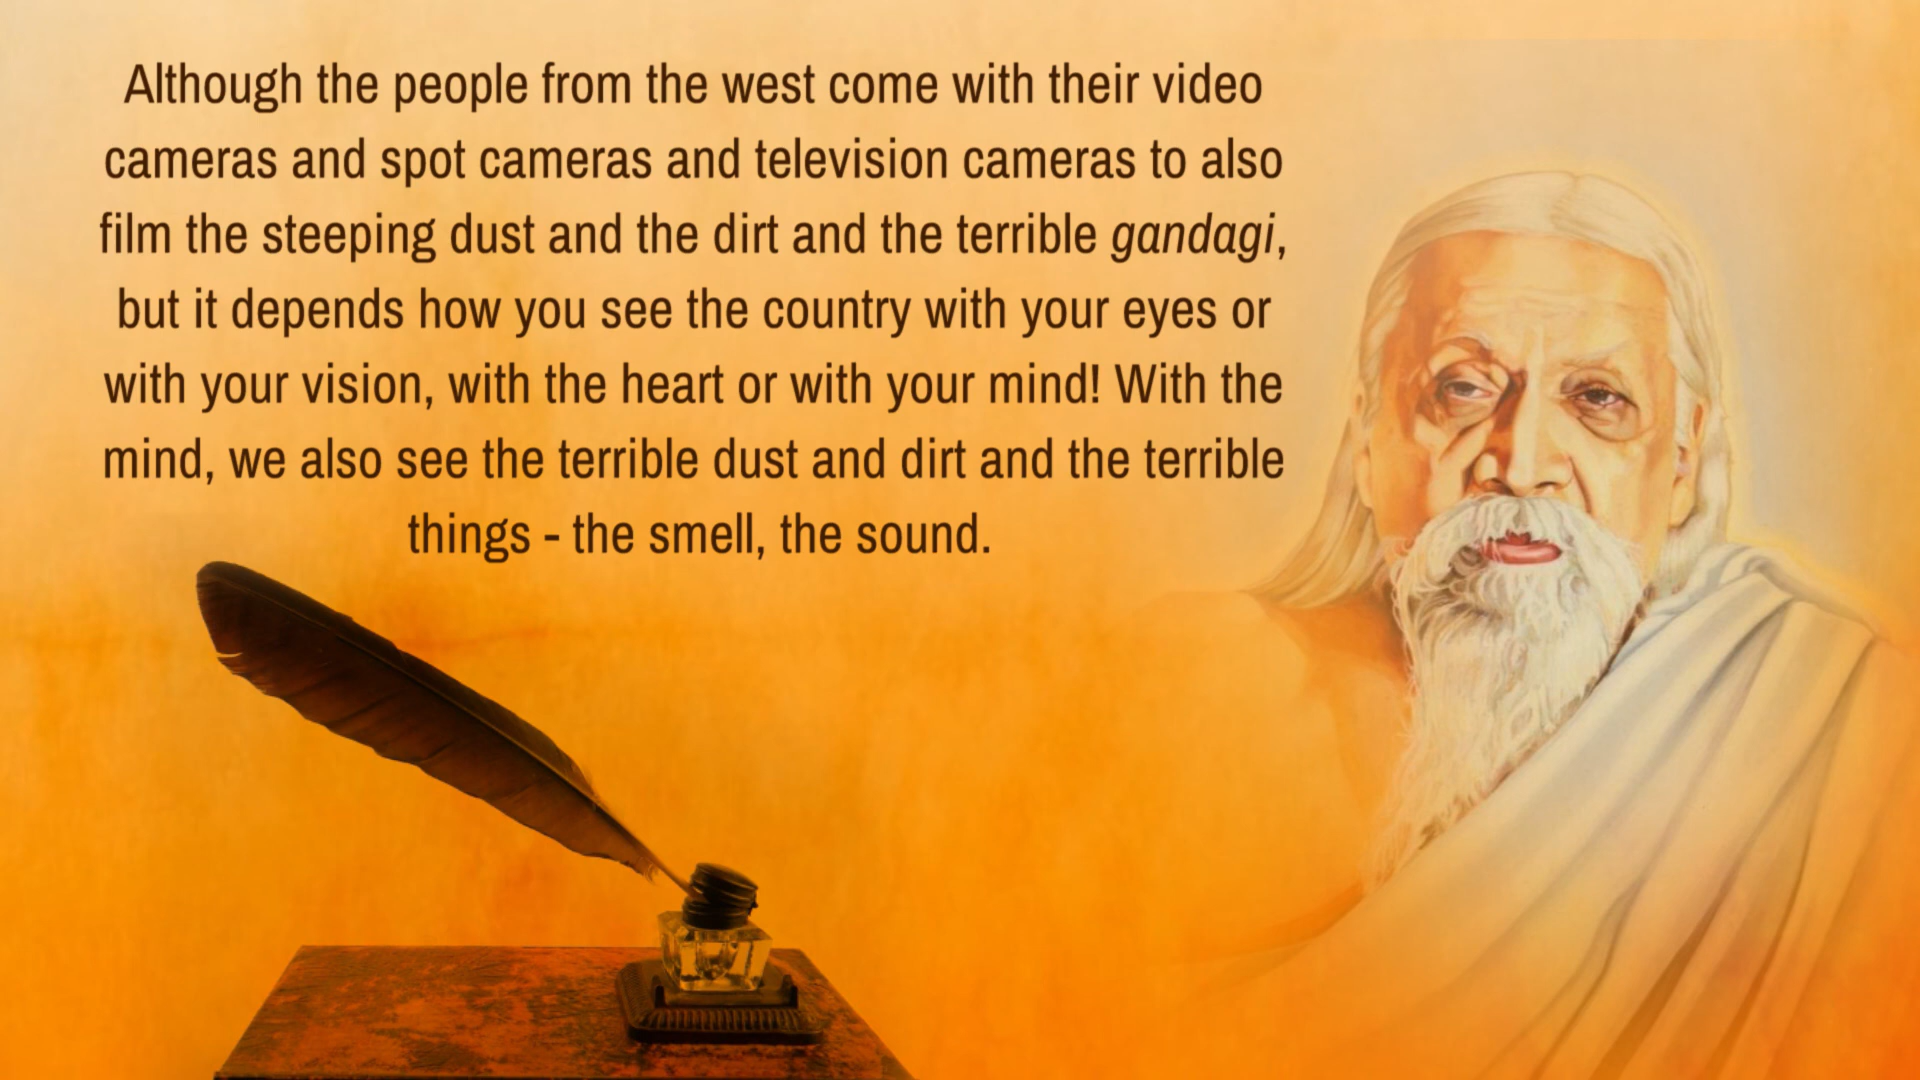 Although the people from the west come with their video
cameras and spot cameras and television cameras to also
film the steeping dust and the dirt and the terrible gandagi,
but it depends how you see the country with your eyes or
with your vision, with the heart or with your mind! With the
mind, we also see the terrible dust and dirt and the terrible
things - the smell, the sound.